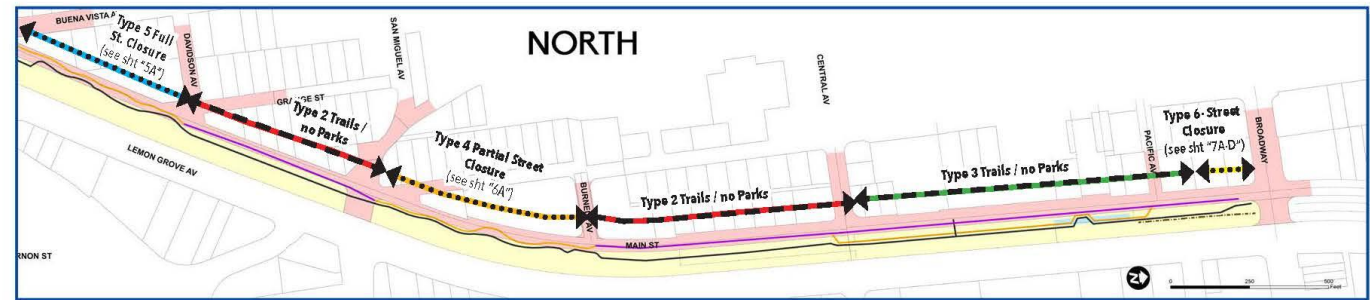 NORTH
BUENA VISTA A
Type 5 Full
St. Closure
(see sht "5A")
DAVIDSON AV
SAN MIGUEL AV
Type 2 Trails /
no Parks
LEMON GROVE AV
Type 4 Partial Street
Closure
(see sht "6A")
AV
Type 2 Trails / no Parks
CENTRAL AV
Type 3 Trails / no Parks
PACIFIC AV
Type 6- Street
Closure
(see sht "7A-D")
BROADWAY
MAIN ST
RNON ST
N
0 250 500
Feet